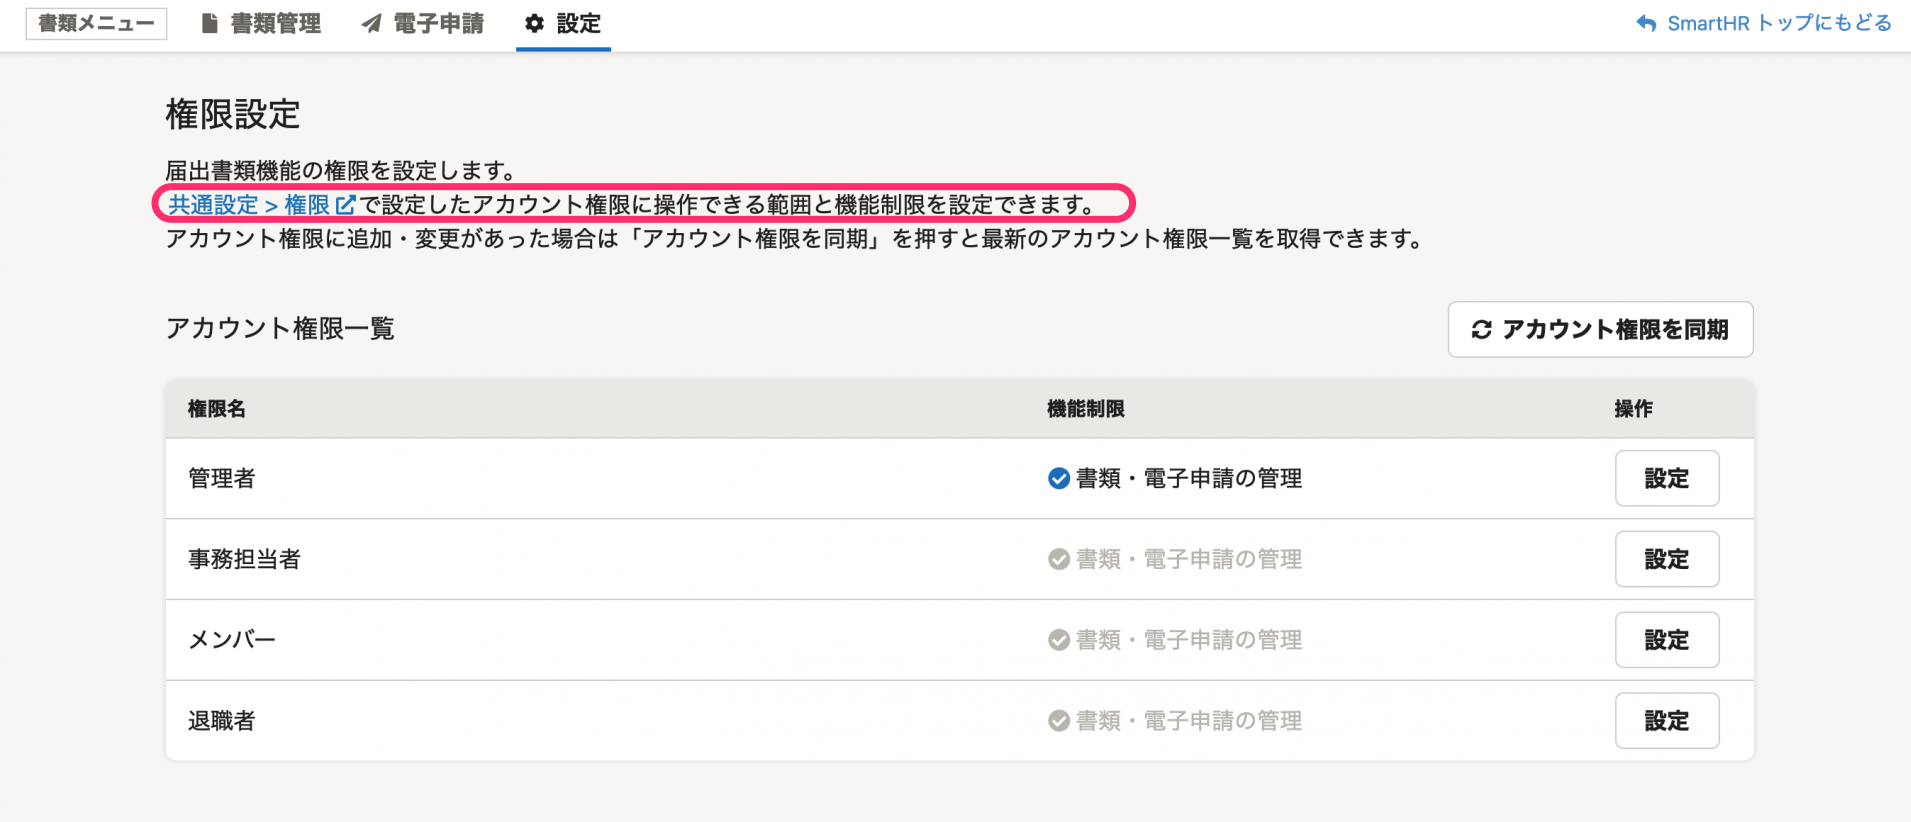 書類メニュー 書類管理 電子申請 設定 SmartHR トップにもどる
権限設定
届出書類機能の権限を設定します。
共通設定 > 権限で設定したアカウント権限に操作できる範囲と機能制限を設定できます。
アカウント権限に追加・変更があった場合は「アカウント権限を同期」を押すと最新のアカウント権限一覧を取得できます。
アカウント権限一覧 アカウント権限を同期
権限名 機能制限 操作
管理者 書類・電子申請の管理 設定
事務担当者 書類・電子申請の管理 設定
メンバー 書類・電子申請の管理 設定
退職者 書類・電子申請の管理 設定